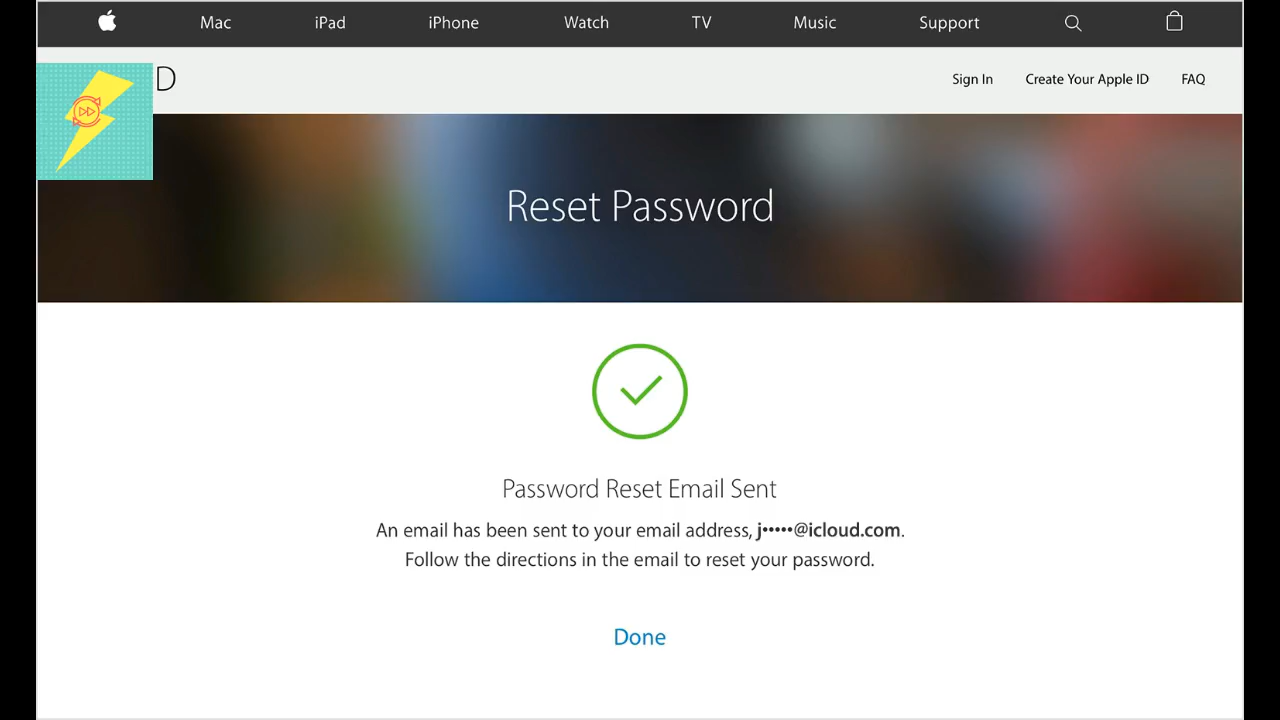 Mac iPad iPhone Watch TV Music Support
D Sign In Create Your Apple ID FAQ
Reset Password
Password Reset Email Sent
An email has been sent to your email address, j•••••@icloud.com.
Follow the directions in the email to reset your password.
Done